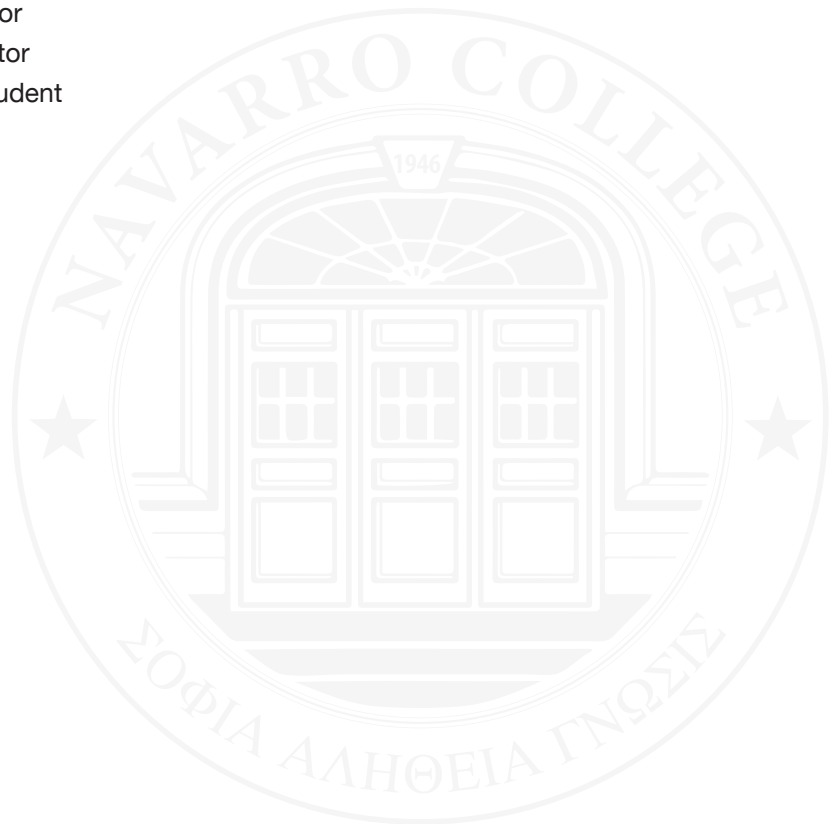 or
tor
udent
NAVARRO COLLEGE
1946
ΣΟΦΙΑ ΑΛΗΘΕΙΑ ΓΝΩΣΙΣ